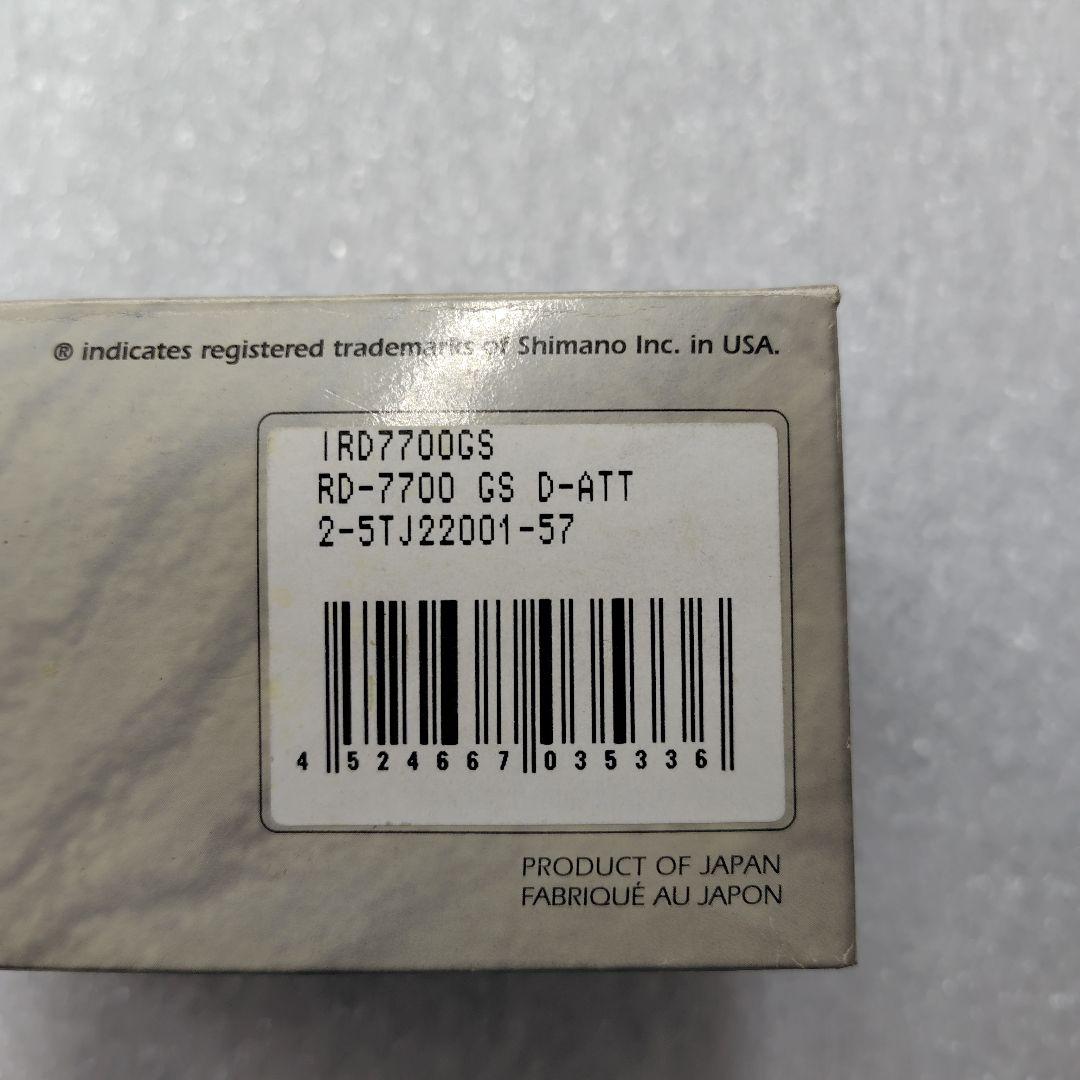 ® indicates registered trademarks of Shimano Inc. in USA.
IRD7700GS
RD-7700 GS D-ATT
2-5TJ22001-57
4 524667 035336
PRODUCT OF JAPAN
FABRIQUÉ AU JAPON